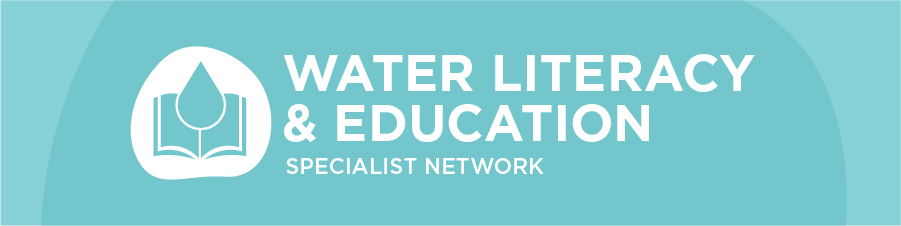 WATER LITERACY
& EDUCATION
SPECIALIST NETWORK